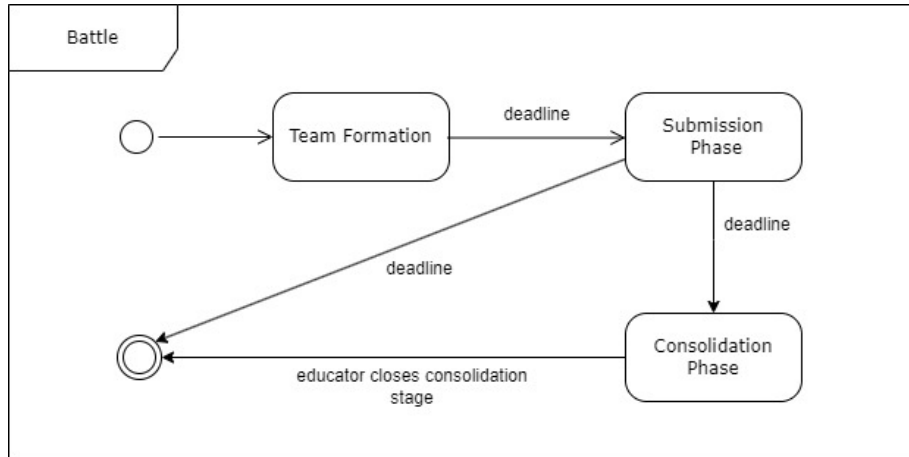 Battle
Team Formation
deadline
Submission
Phase
deadline
deadline
Consolidation
Phase
educator closes consolidation
stage